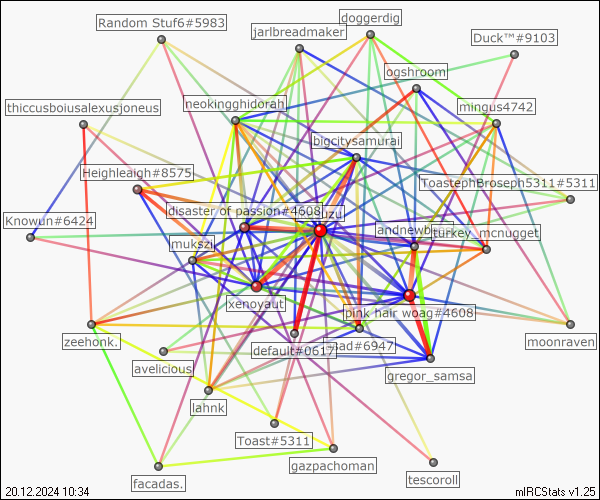 doggerdig
Random Stuf6#5983
jarlbreadmaker
Duck™#9103
ogshroom
thiccusboiusalexusjoneus
neokingghidorah
mingus4742
bigcitysamurai
Heighleaigh#8575
ToastephBroseph5311#5311
disaster of passion#4608
Knowun#6424
andnewb
turkey_mcnugget
mukszi
xenoyaut
pink hair woag#4608
zeehonk.
default#0617
#6947
moonraven
avelicious
gregor_samsa
lahnk
Toast#5311
gazpachoman
tescoroll
facadas.
20.12.2024 10:34
mIRCStats v1.25